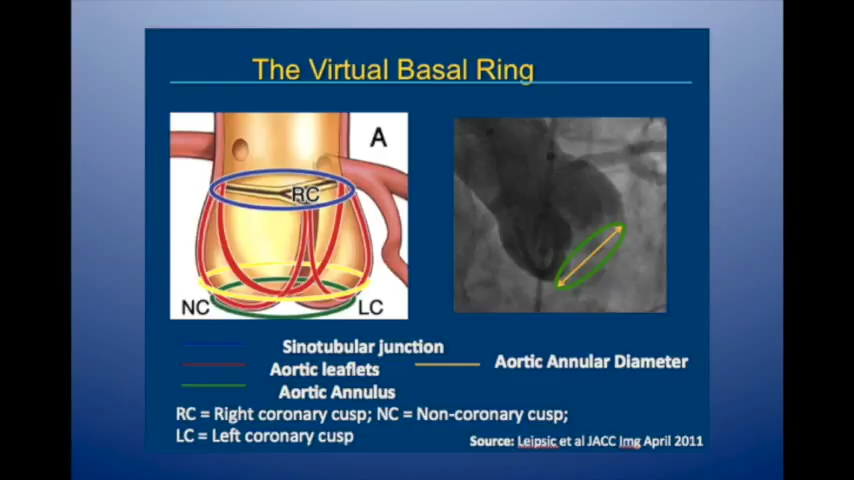 The Virtual Basal Ring
A
RC
NC
LC
Sinotubular junction
Aortic leaflets
Aortic Annular Diameter
Aortic Annulus
RC = Right coronary cusp; NC = Non-coronary cusp;
LC = Left coronary cusp
Source: Leipsic et al JACC Img April 2011